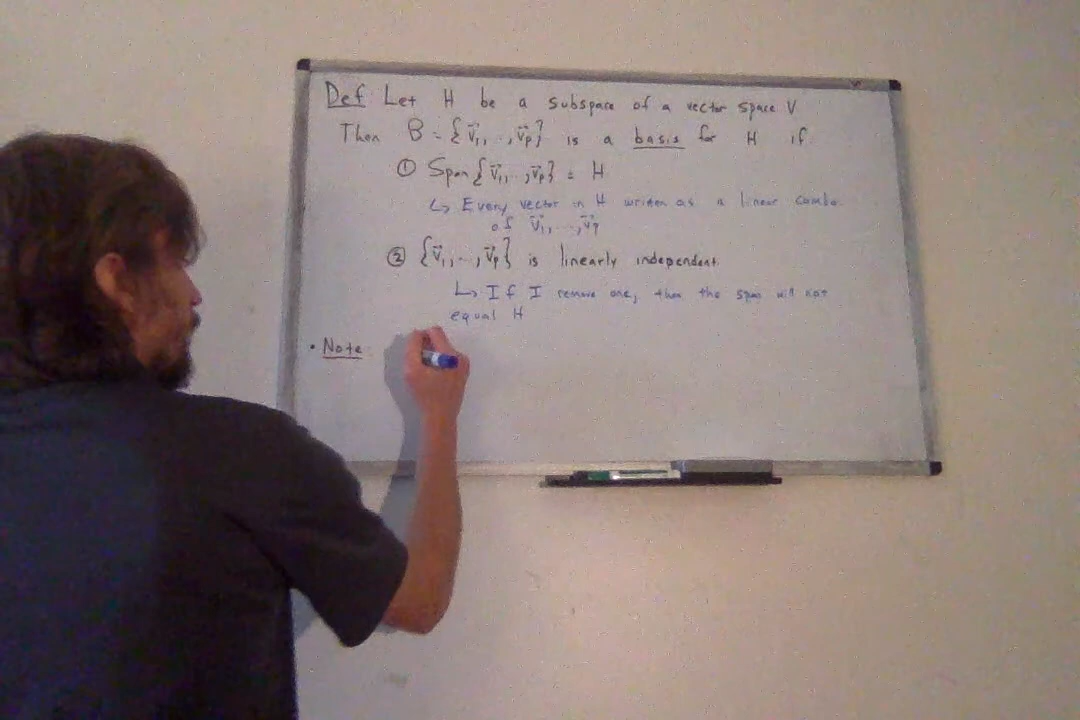 Def Let H be a subspace of a vector space V
Then B = {v⃗₁, .., v⃗ₚ} is a basis for H if
① Span{v⃗₁, .., v⃗ₚ} = H
↳ Every vector in H written as a linear combo
of v⃗₁, ..., v⃗ₚ
② {v⃗₁, .., v⃗ₚ} is linearly independent
↳ If I remove one, then the span will not
equal H
• Note